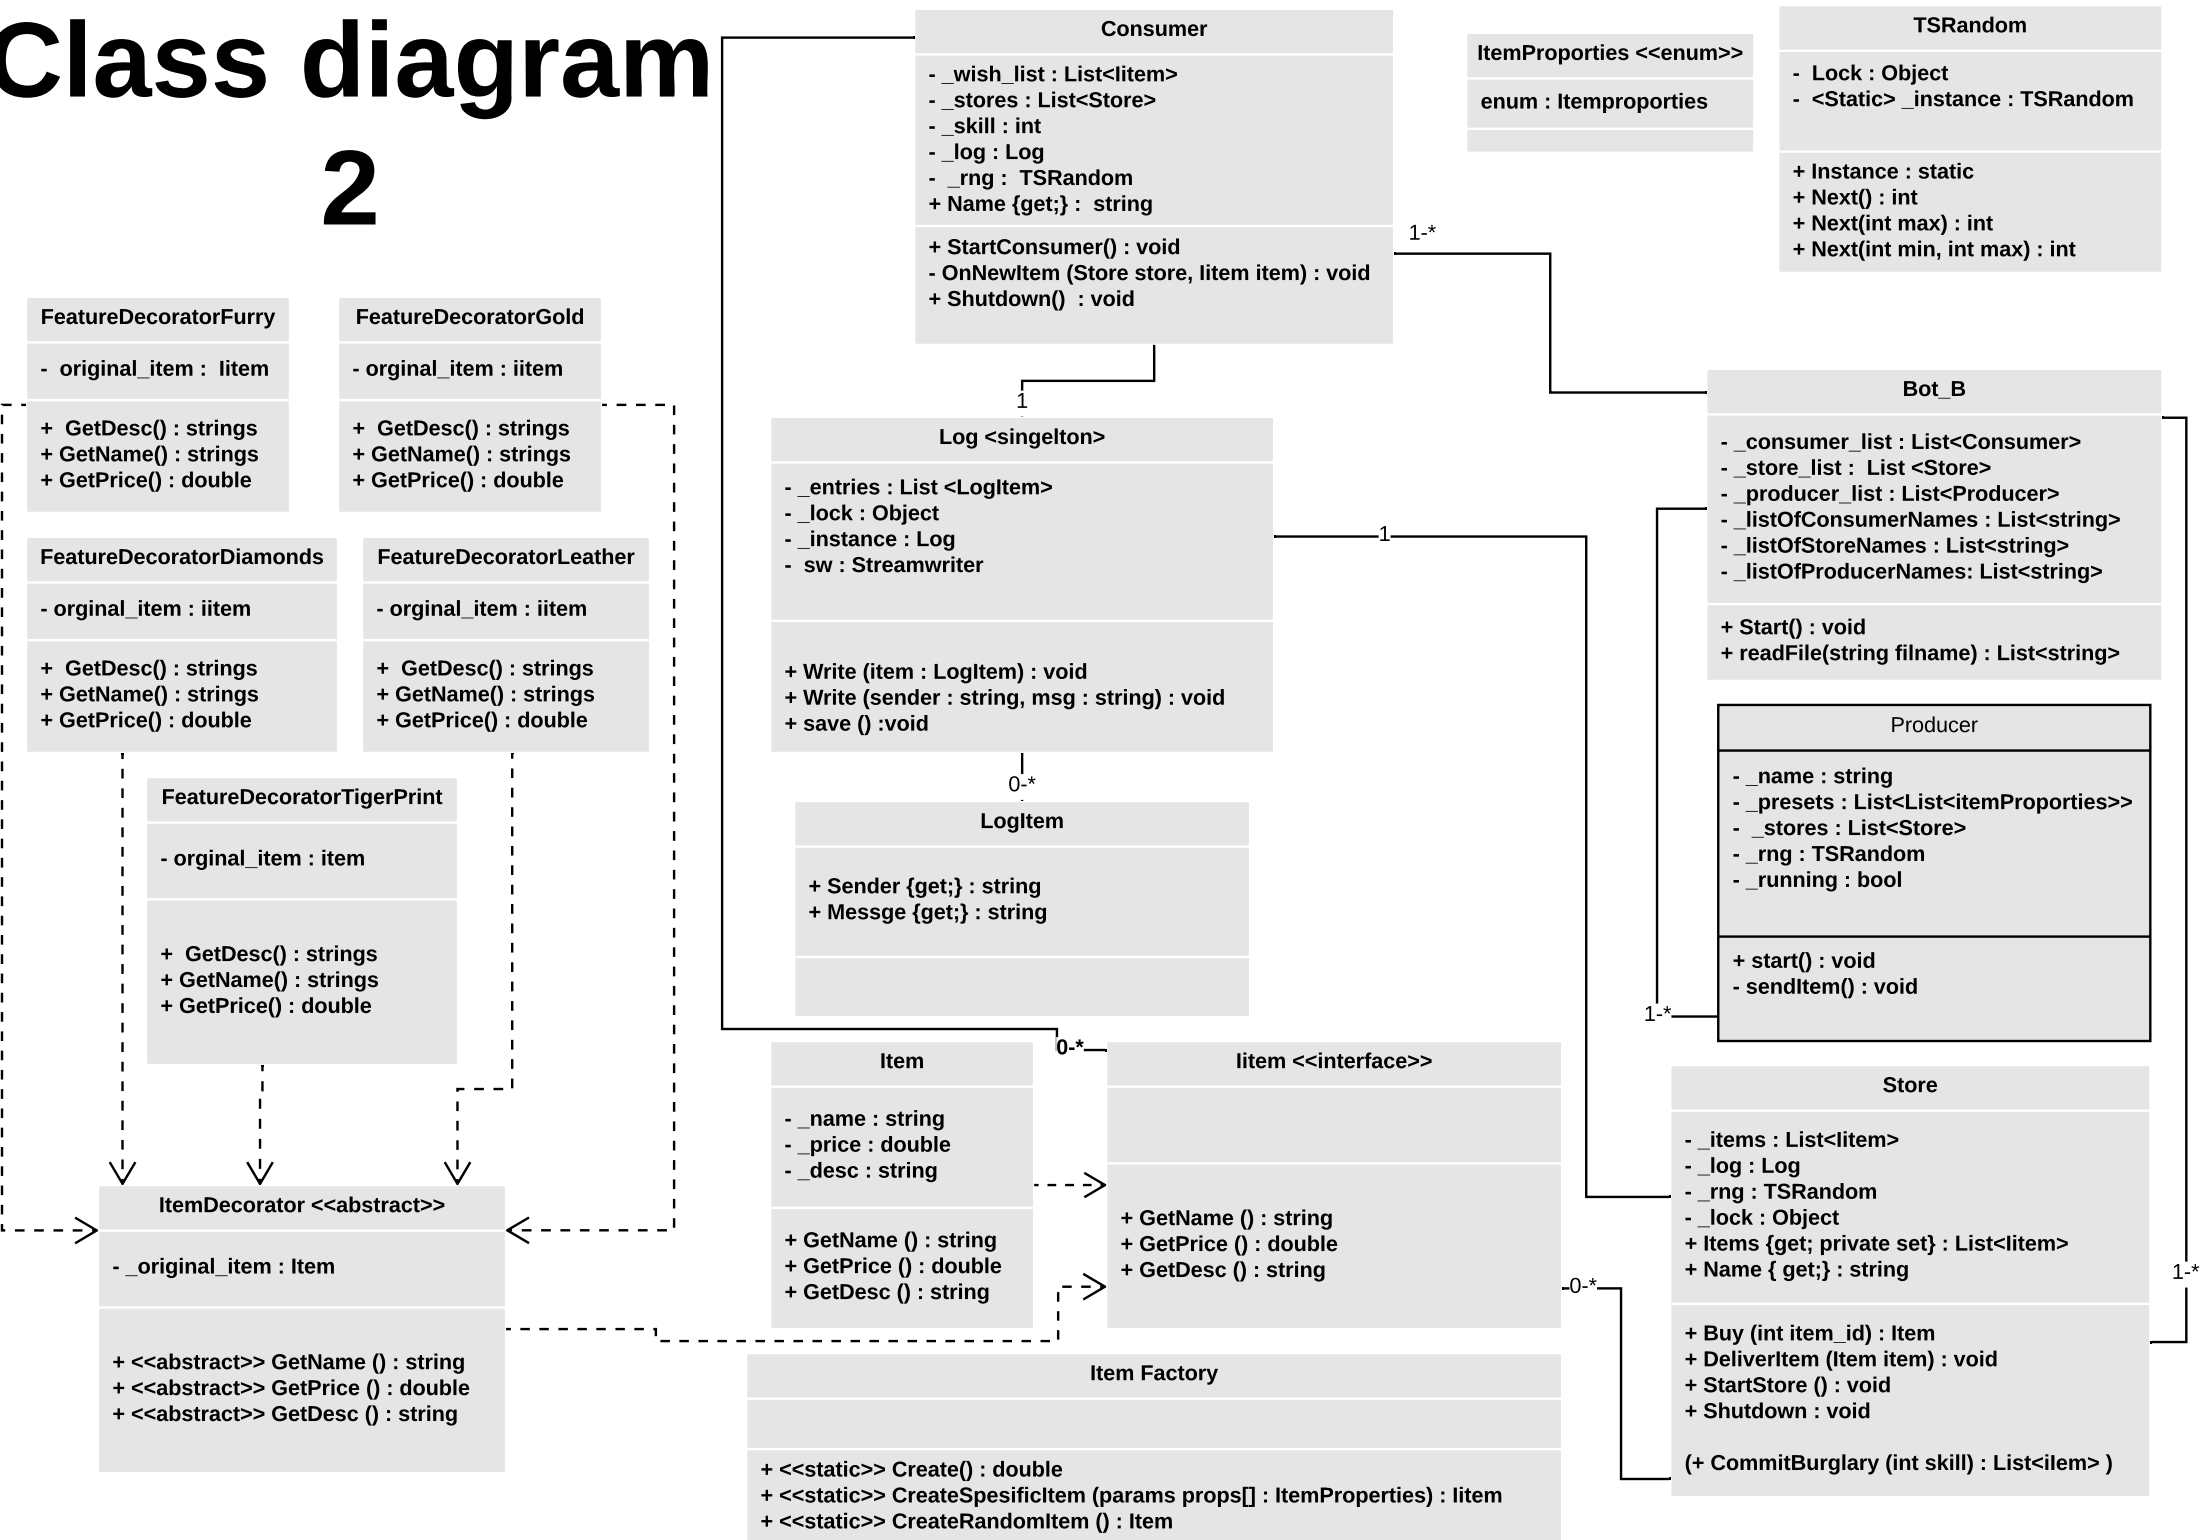 Class diagram
2
Consumer
- _wish_list : List<Iitem>
- _stores : List<Store>
- _skill : int
- _log : Log
-  _rng :  TSRandom
+ Name {get;} :  string
+ StartConsumer() : void
- OnNewItem (Store store, Iitem item) : void
+ Shutdown()  : void
ItemProporties <<enum>>
enum : Itemproporties
TSRandom
-  Lock : Object
-  <Static> _instance : TSRandom
+ Instance : static
+ Next() : int
+ Next(int max) : int
+ Next(int min, int max) : int
1-*
1
FeatureDecoratorFurry
-  original_item :  Iitem
+  GetDesc() : strings
+ GetName() : strings
+ GetPrice() : double
FeatureDecoratorGold
- orginal_item : iitem
+  GetDesc() : strings
+ GetName() : strings
+ GetPrice() : double
FeatureDecoratorDiamonds
- orginal_item : iitem
+  GetDesc() : strings
+ GetName() : strings
+ GetPrice() : double
FeatureDecoratorLeather
- orginal_item : iitem
+  GetDesc() : strings
+ GetName() : strings
+ GetPrice() : double
FeatureDecoratorTigerPrint
- orginal_item : item
+  GetDesc() : strings
+ GetName() : strings
+ GetPrice() : double
ItemDecorator <<abstract>>
- _original_item : Item
+ <<abstract>> GetName () : string
+ <<abstract>> GetPrice () : double
+ <<abstract>> GetDesc () : string
Log <singelton>
- _entries : List <LogItem>
- _lock : Object
- _instance : Log
-  sw : Streamwriter
+ Write (item : LogItem) : void
+ Write (sender : string, msg : string) : void
+ save () :void
1
0-*
LogItem
+ Sender {get;} : string
+ Messge {get;} : string
Bot_B
- _consumer_list : List<Consumer>
- _store_list :  List <Store>
- _producer_list : List<Producer>
- _listOfConsumerNames : List<string>
- _listOfStoreNames : List<string>
- _listOfProducerNames: List<string>
+ Start() : void
+ readFile(string filname) : List<string>
Producer
- _name : string
- _presets : List<List<itemProporties>>
-  _stores : List<Store>
- _rng : TSRandom
- _running : bool
+ start() : void
- sendItem() : void
1-*
0-*
Item
- _name : string
- _price : double
- _desc : string
+ GetName () : string
+ GetPrice () : double
+ GetDesc () : string
Iitem <<interface>>
+ GetName () : string
+ GetPrice () : double
+ GetDesc () : string
0-*
Store
- _items : List<Iitem>
- _log : Log
- _rng : TSRandom
- _lock : Object
+ Items {get; private set} : List<Iitem>
+ Name { get;} : string
+ Buy (int item_id) : Item
+ DeliverItem (Item item) : void
+ StartStore () : void
+ Shutdown : void
(+ CommitBurglary (int skill) : List<iIem> )
1-*
Item Factory
+ <<static>> Create() : double
+ <<static>> CreateSpesificItem (params props[] : ItemProperties) : Iitem
+ <<static>> CreateRandomItem () : Item